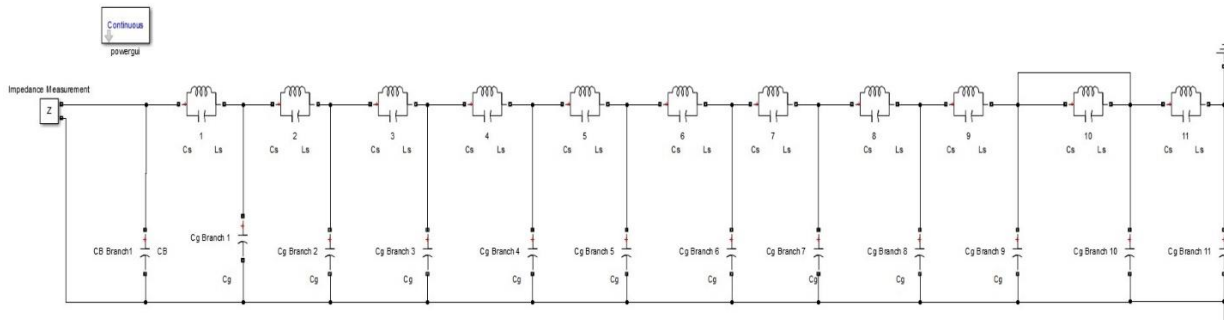 Continuous
powergui
Impedance Measurement
Z
1
2
3
4
5
6
7
8
9
10
11
Cs Ls
Cs Ls
Cs Ls
Cs Ls
Cs Ls
Cs Ls
Cs Ls
Cs Ls
Cs Ls
Cs Ls
Cs Ls
CB Branch1
CB
Cg Branch 1
Cg Branch 2
Cg Branch 3
Cg Branch 4
Cg Branch 5
Cg Branch 6
Cg Branch 7
Cg Branch 8
Cg Branch 9
Cg Branch 10
Cg Branch 11
Cg
Cg
Cg
Cg
Cg
Cg
Cg
Cg
Cg
Cg